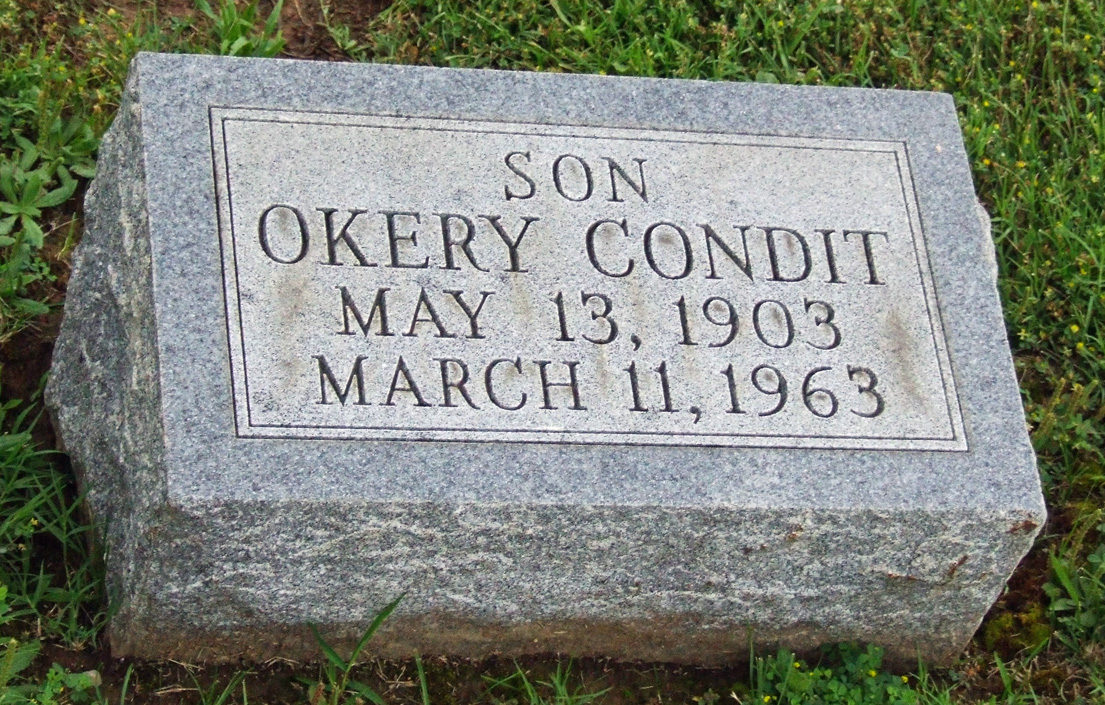 SON
OKERY CONDIT
MAY 13, 1903
MARCH 11, 1963